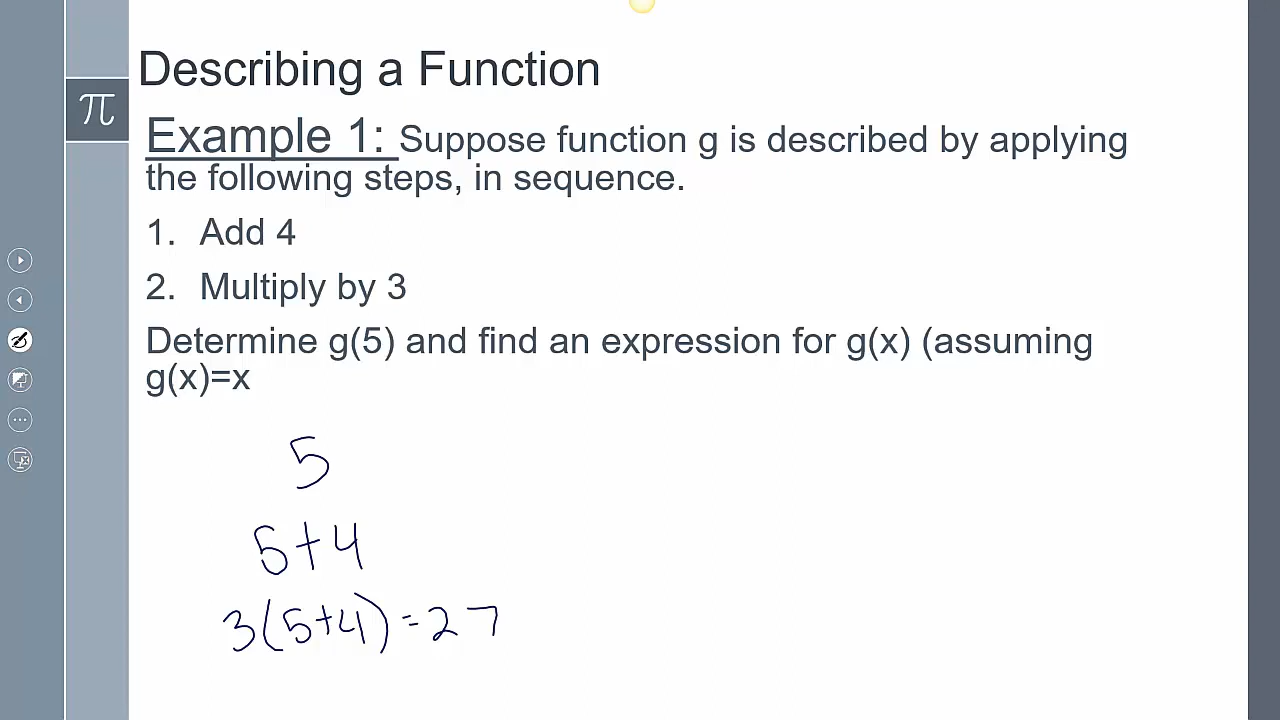 π
Describing a Function
Example 1: Suppose function g is described by applying
the following steps, in sequence.
1. Add 4
2. Multiply by 3
Determine g(5) and find an expression for g(x) (assuming
g(x)=x
5
5+4
3(5+4)=27